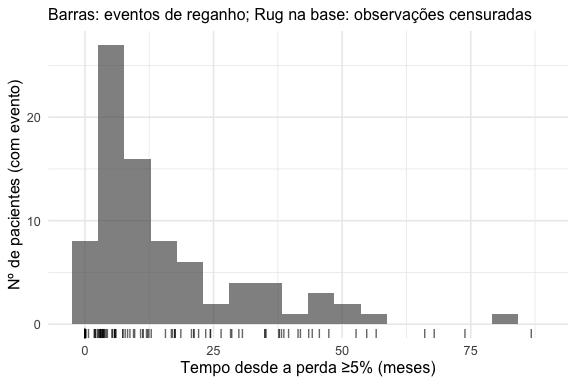 Barras: eventos de reganho; Rug na base: observações censuradas
Nº de pacientes (com evento)
20
10
0
0
25
50
75
Tempo desde a perda ≥5% (meses)